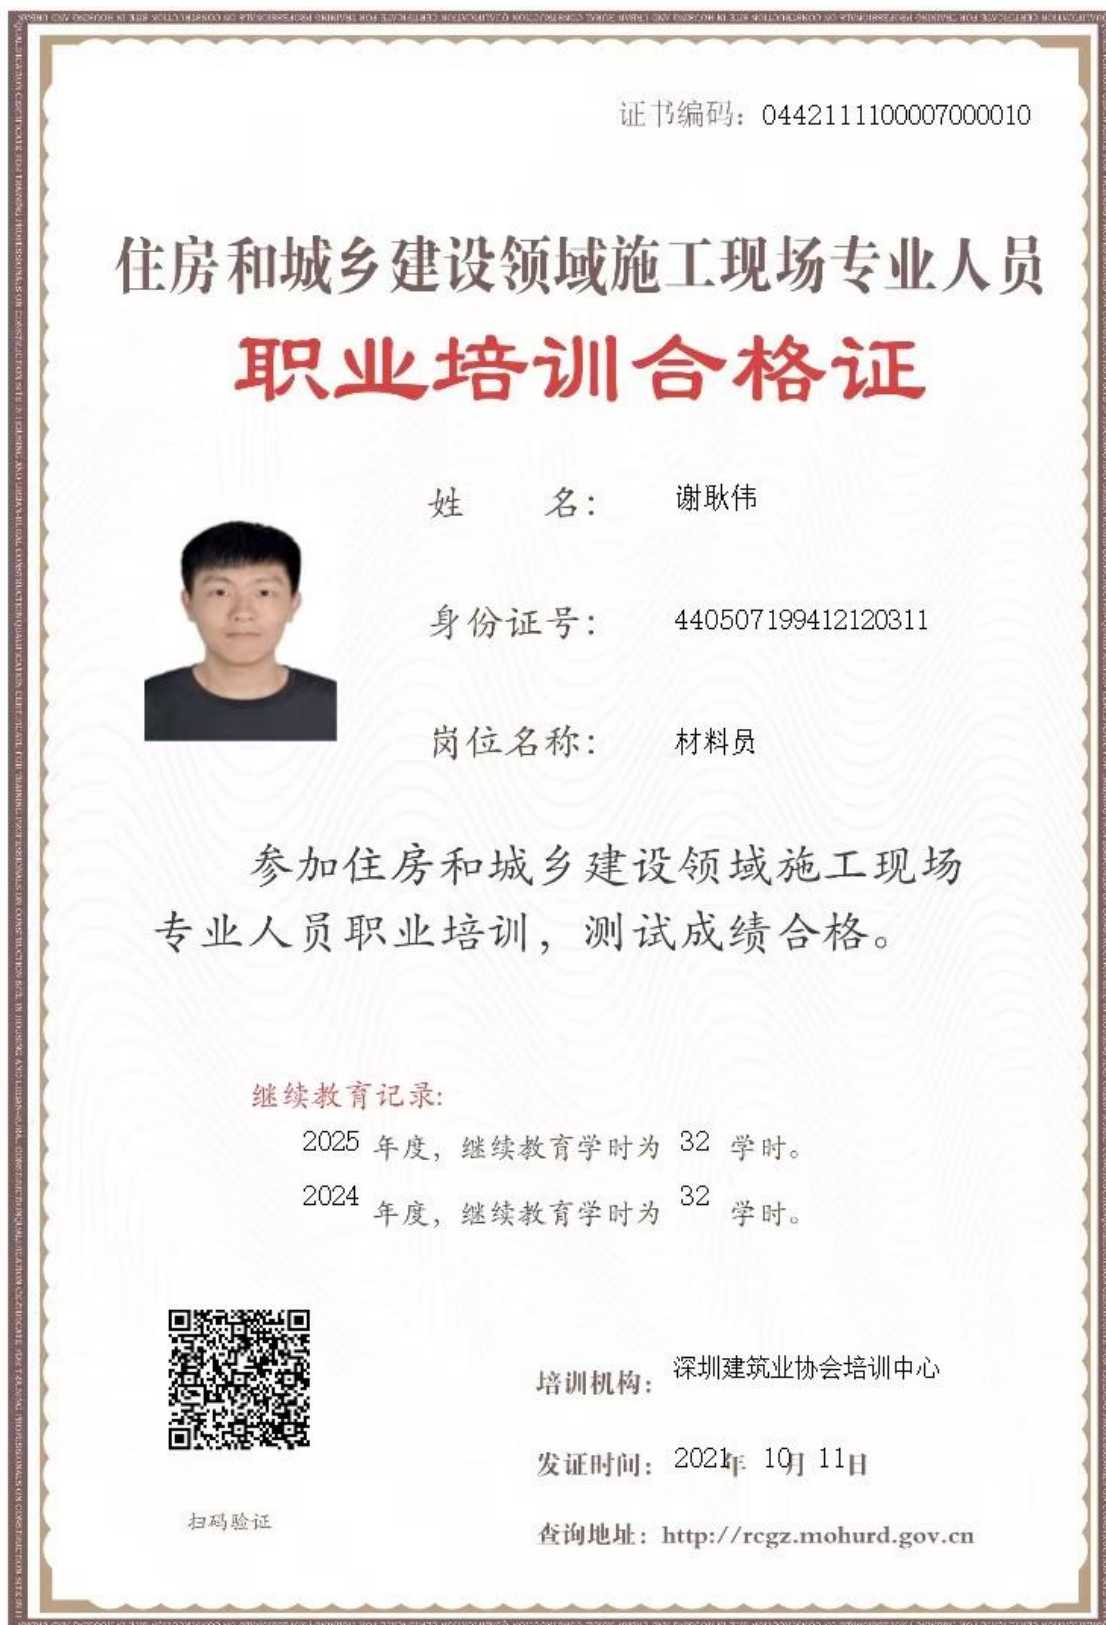 证书编码：0442111100007000010
住房和城乡建设领域施工现场专业人员
职业培训合格证
姓 名： 谢耿伟
身份证号： 440507199412120311
岗位名称： 材料员
参加住房和城乡建设领域施工现场
专业人员职业培训，测试成绩合格。
继续教育记录:
2025 年度，继续教育学时为 32 学时。
2024 年度，继续教育学时为 32 学时。
培训机构： 深圳建筑业协会培训中心
发证时间： 2021年 10月 11日
扫码验证
查询地址：http://rcgz.mohurd.gov.cn